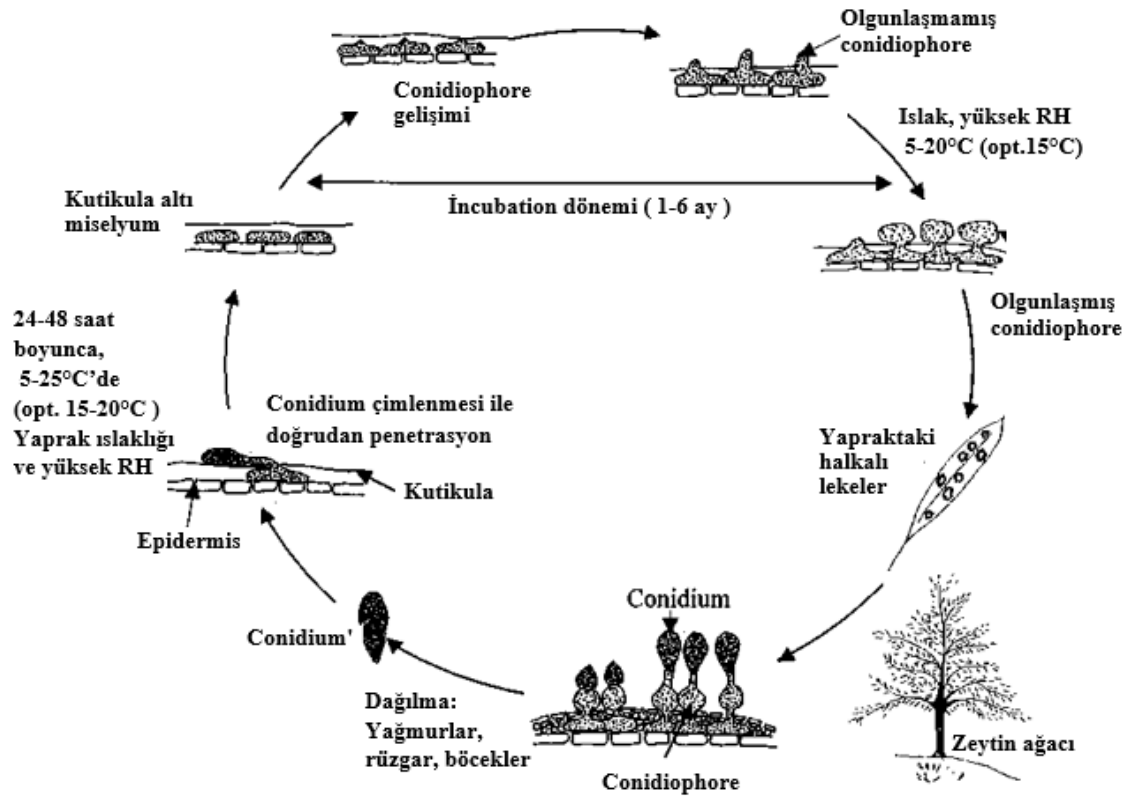 Olgunlaşmamış
conidiophore
Conidiophore
gelişimi
Islak, yüksek RH
5-20°C (opt.15°C)
Kutikula altı
miselyum
İncubation dönemi ( 1-6 ay )
Olgunlaşmış
conidiophore
24-48 saat
boyunca,
5-25°C’de
(opt. 15-20°C )
Yaprak ıslaklığı
ve yüksek RH
Conidium çimlenmesi ile
doğrudan penetrasyon
Kutikula
Epidermis
Yapraktaki
halkalı
lekeler
Conidium
Conidium'
Dağılma:
Yağmurlar,
rüzgar, böcekler
Conidiophore
Zeytin ağacı